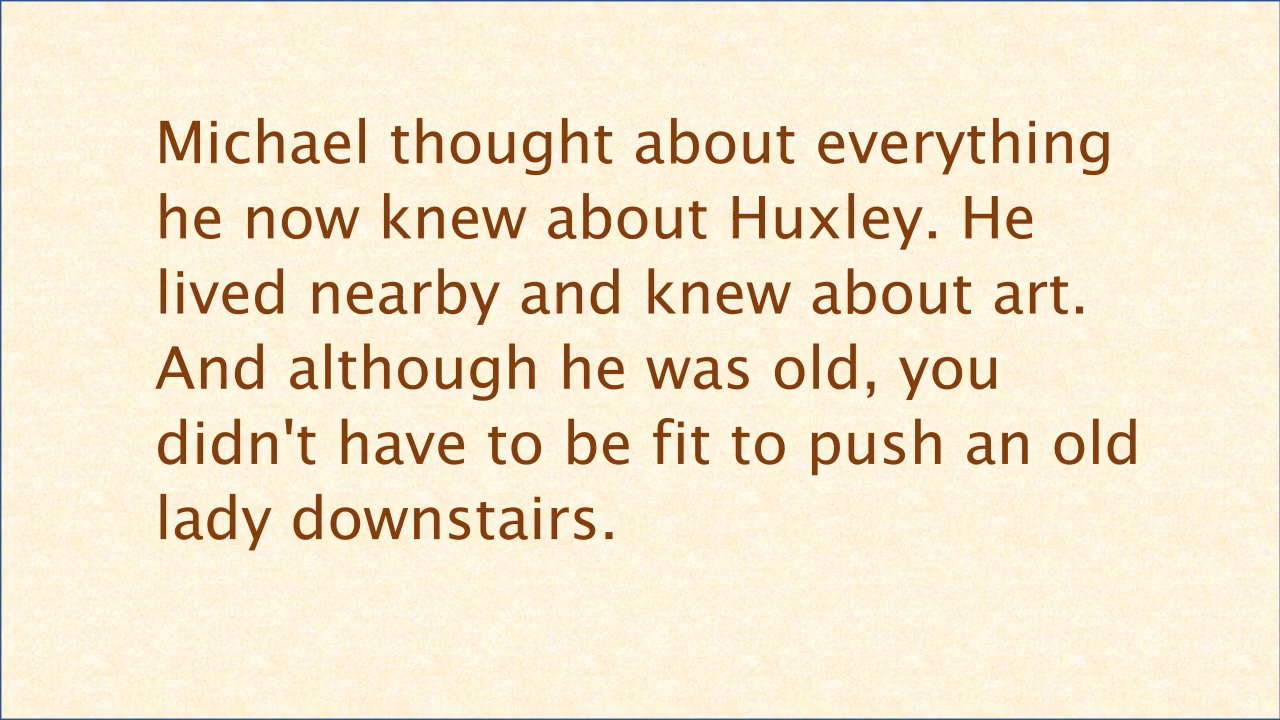 Michael thought about everything
he now knew about Huxley. He
lived nearby and knew about art.
And although he was old, you
didn't have to be fit to push an old
lady downstairs.